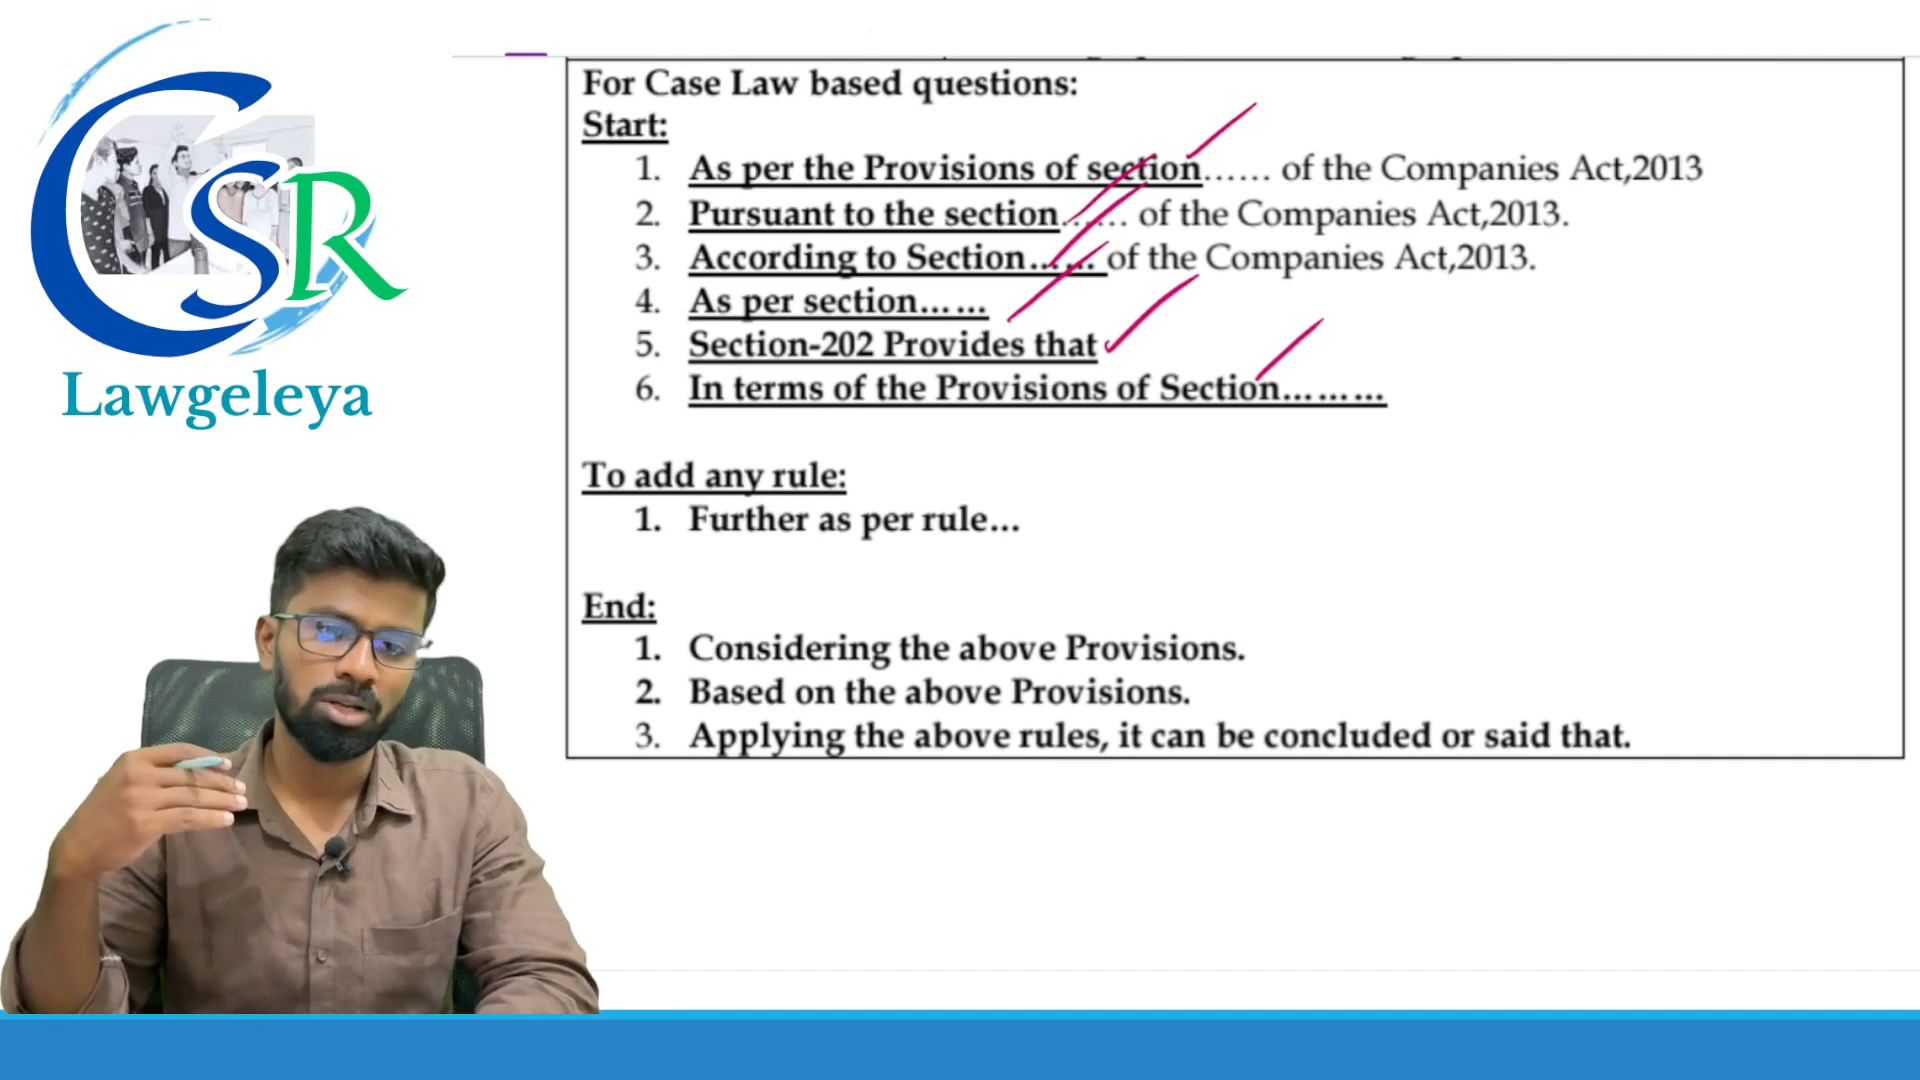 CSR
Lawgeleya
For Case Law based questions:
Start:
1. As per the Provisions of section…… of the Companies Act,2013
2. Pursuant to the section…… of the Companies Act,2013.
3. According to Section…… of the Companies Act,2013.
4. As per section……
5. Section-202 Provides that
6. In terms of the Provisions of Section………
To add any rule:
1. Further as per rule…
End:
1. Considering the above Provisions.
2. Based on the above Provisions.
3. Applying the above rules, it can be concluded or said that.